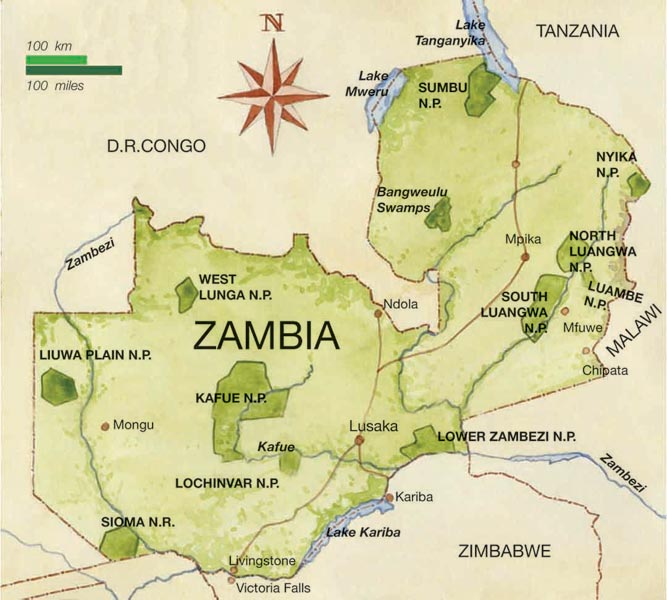 N
Lake
Tanganyika
TANZANIA
100 km
100 miles
Lake
Mweru
SUMBU
N.P.
D.R.CONGO
NYIKA
N.P.
Bangweulu
Swamps
Zambezi
Mpika
NORTH
LUANGWA
N.P.
WEST
LUNGA N.P.
LUAMBE
N.P.
SOUTH
LUANGWA
N.P.
Ndola
Mfuwe
MALAWI
ZAMBIA
LIUWA PLAIN N.P.
Chipata
KAFUE N.P.
Mongu
Lusaka
Kafue
LOWER ZAMBEZI N.P.
Zambezi
LOCHINVAR N.P.
Kariba
SIOMA N.R.
Lake Kariba
ZIMBABWE
Livingstone
Victoria Falls